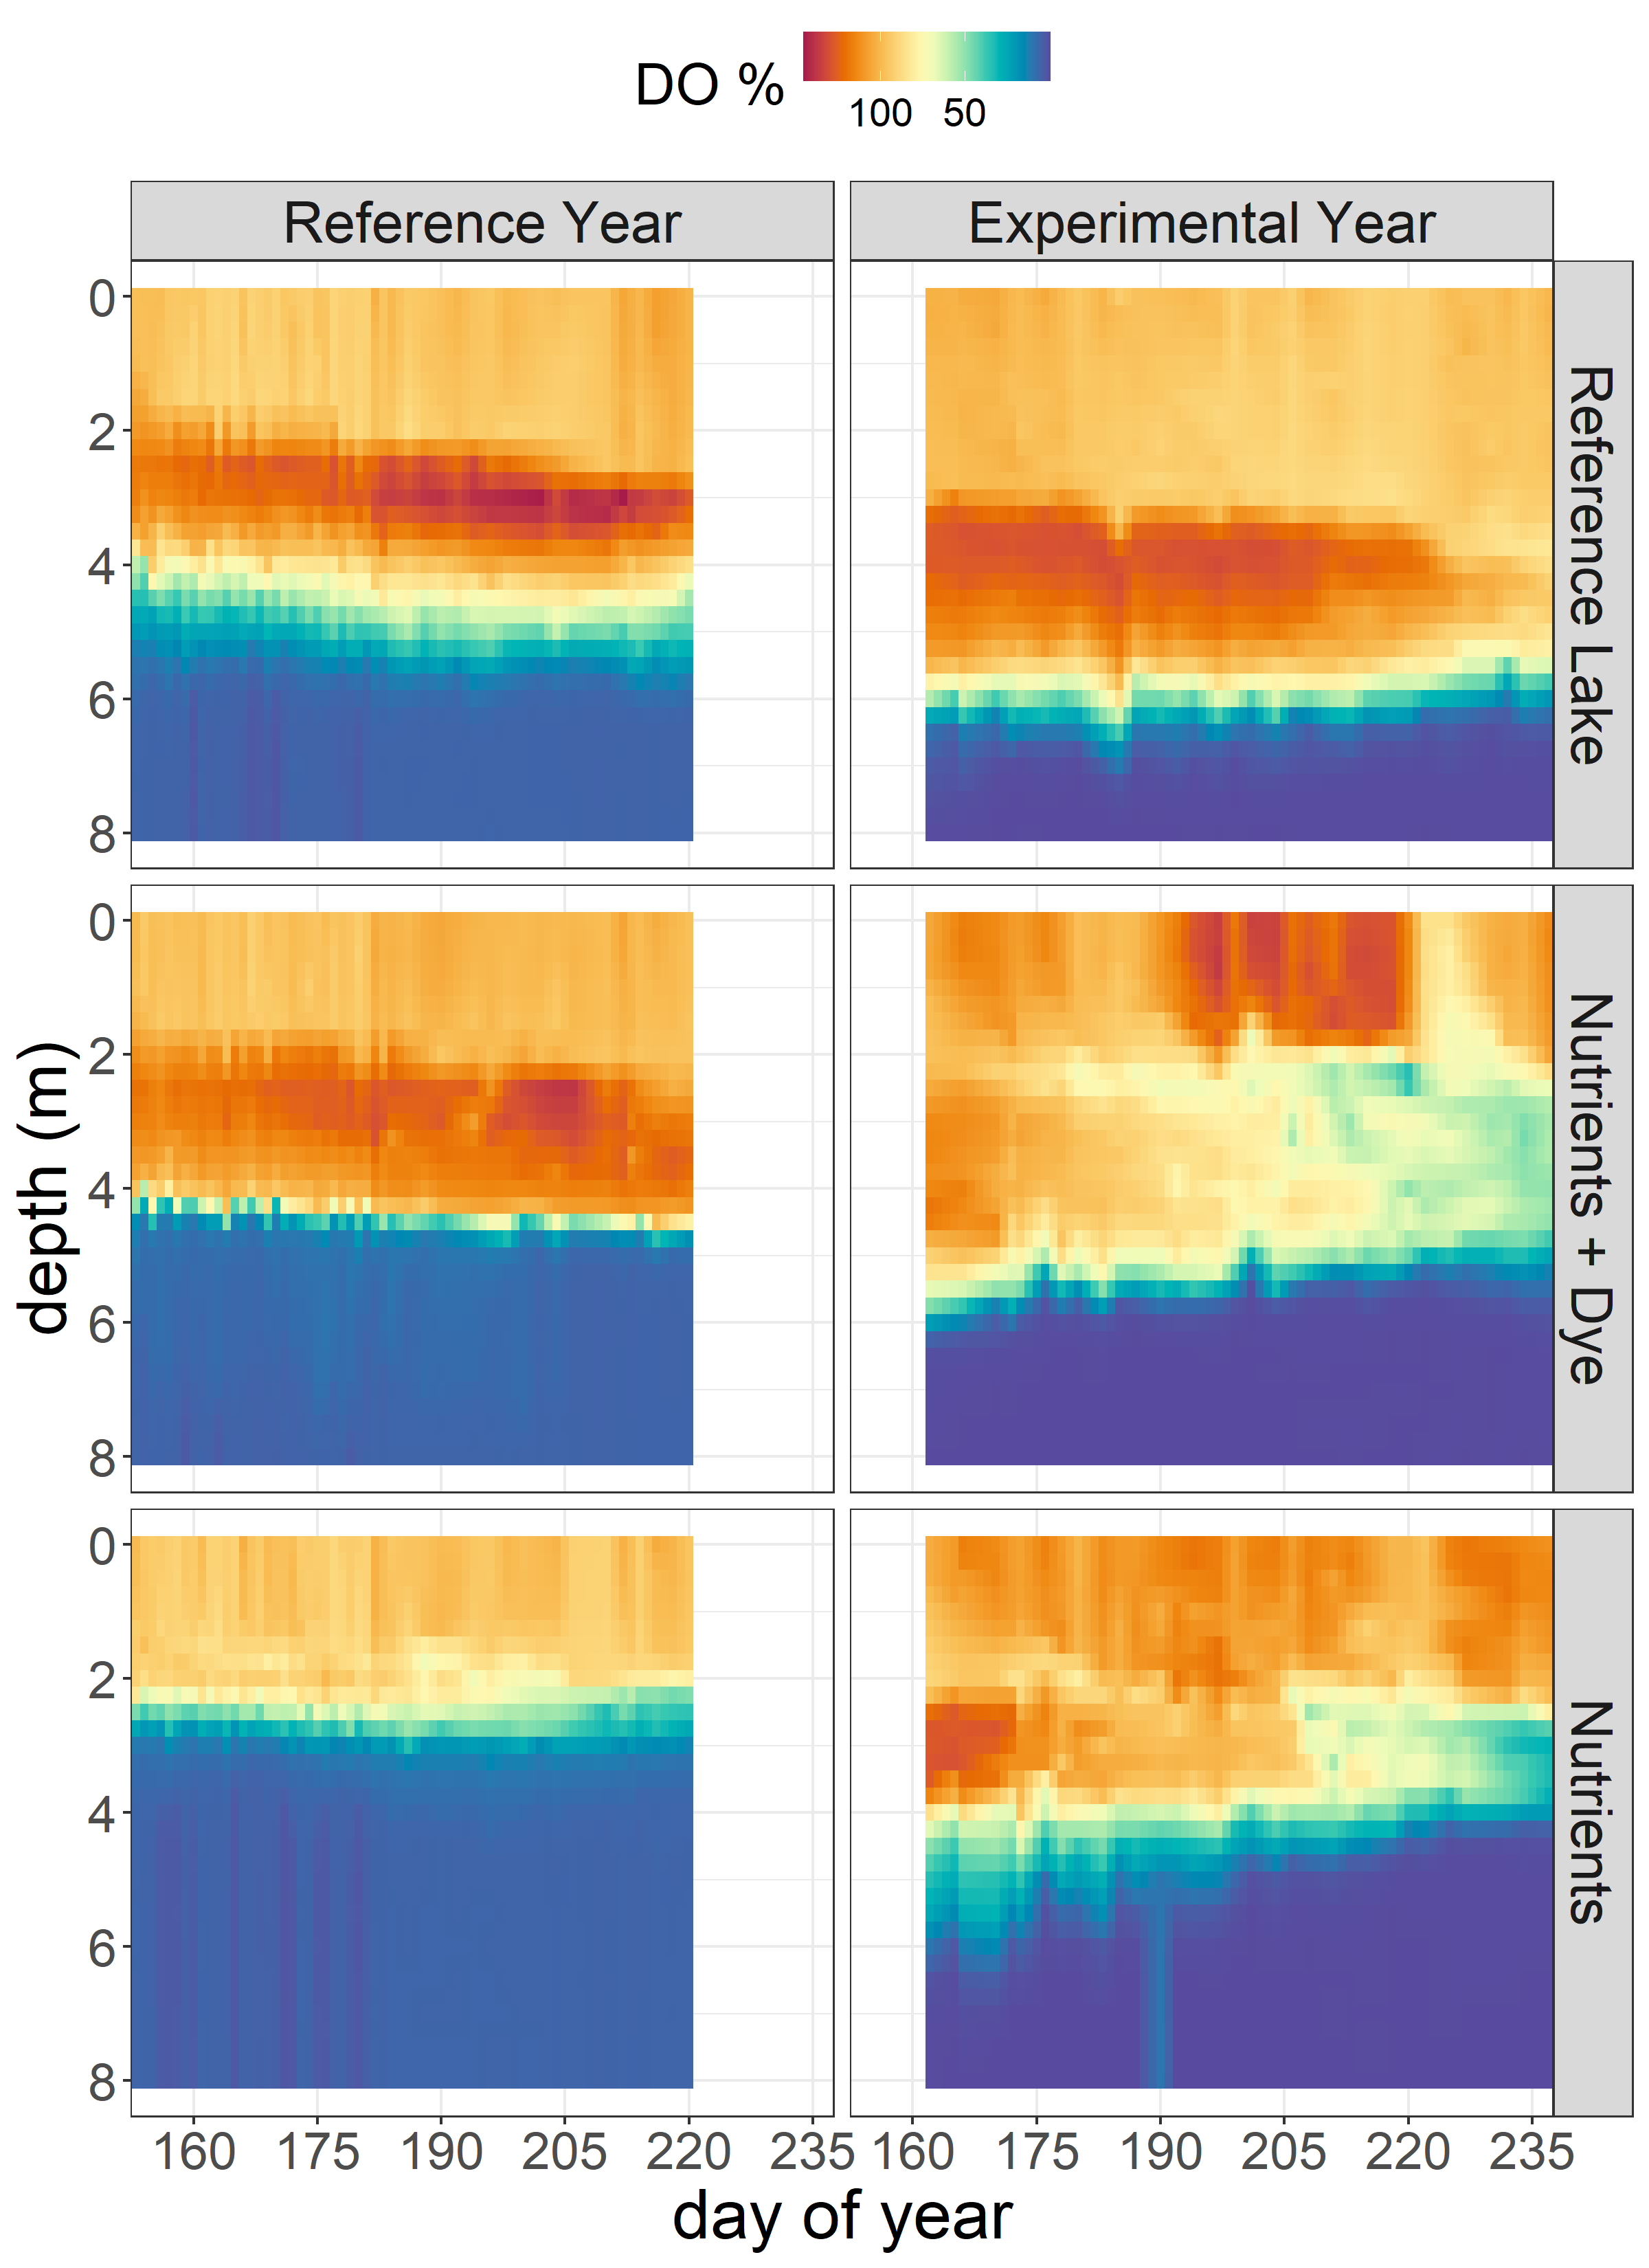 DO %
100 50
Reference Year Experimental Year
0
2
4
6
8
Reference Lake
depth (m)
0
2
4
6
8
Nutrients + Dye
0
2
4
6
8
Nutrients
160 175 190 205 220 235 160 175 190 205 220 235
day of year